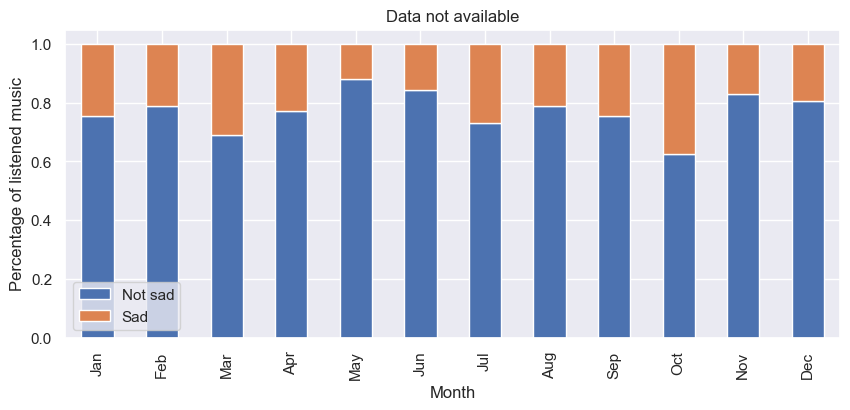 Data not available
Percentage of listened music
1.0
0.8
0.6
0.4
0.2
0.0
Not sad
Sad
Jan Feb Mar Apr May Jun Jul Aug Sep Oct Nov Dec
Month